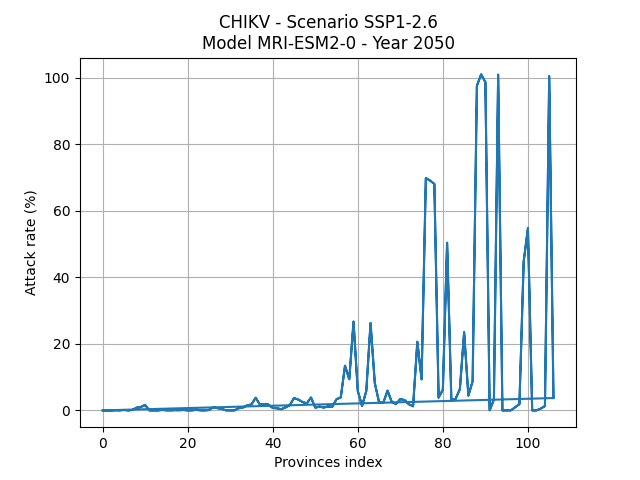 CHIKV - Scenario SSP1-2.6
Model MRI-ESM2-0 - Year 2050
100
80
60
40
20
0
Attack rate (%)
0 20 40 60 80 100
Provinces index